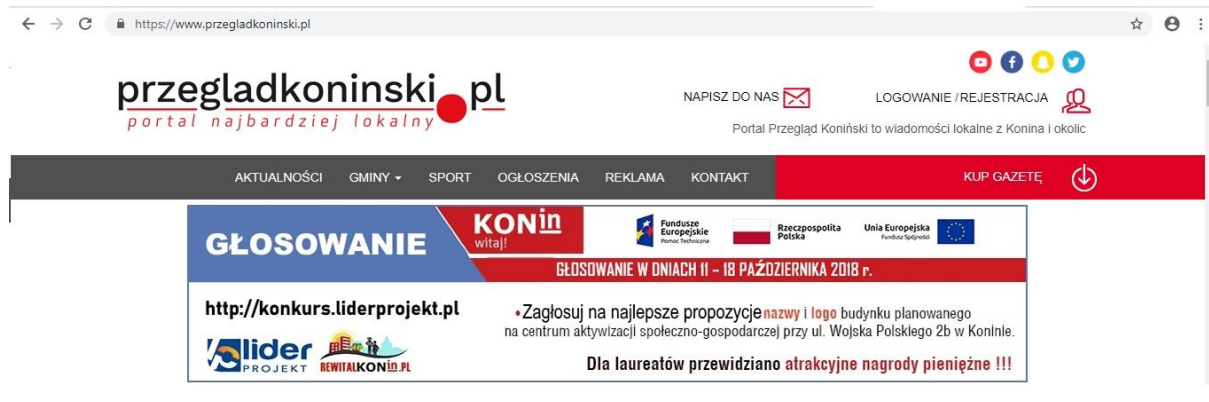 https://www.przegladkoninski.pl
przegladkoninski.pl
portal najbardziej lokalny
NAPISZ DO NAS
LOGOWANIE /REJESTRACJA
Portal Przegląd Koniński to wiadomości lokalne z Konina i okolic
AKTUALNOŚCI GMINY SPORT OGŁOSZENIA REKLAMA KONTAKT KUP GAZETĘ
GŁOSOWANIE
KONin
witaj!
Fundusze
Europejskie
Pomoc Techniczna
Rzeczpospolita
Polska
Unia Europejska
Fundusz Spójności
GŁOSOWANIE W DNIACH 11 – 18 PAŹDZIERNIKA 2018 r.
http://konkurs.liderprojekt.pl
•Zagłosuj na najlepsze propozycje nazwy i logo budynku planowanego
na centrum aktywizacji społeczno-gospodarczej przy ul. Wojska Polskiego 2b w Koninie.
lider
PROJEKT
REWITALKONin.PL
Dla laureatów przewidziano atrakcyjne nagrody pieniężne !!!